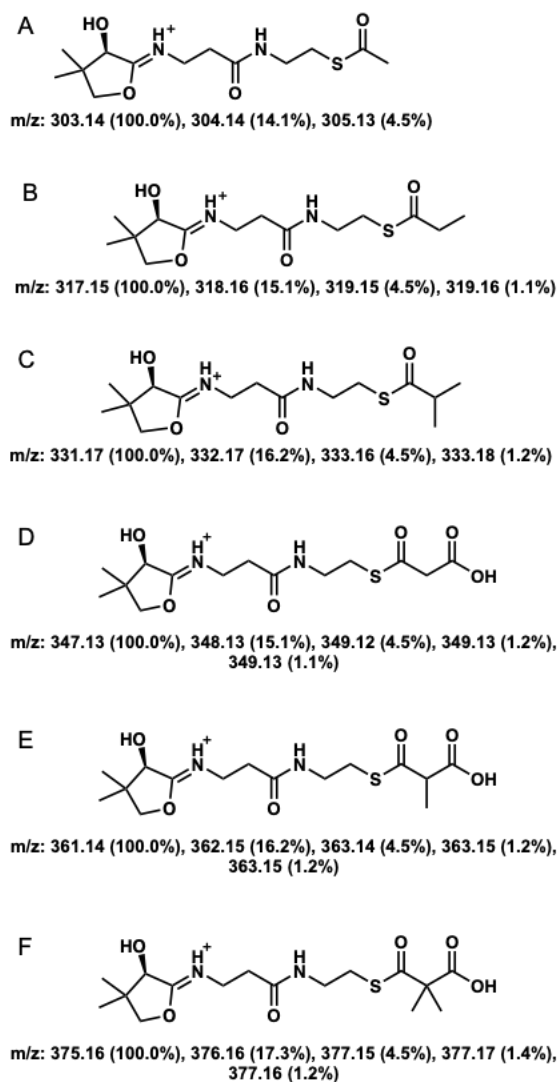 A
HO
H
N
+
O
O
H
N
S
O
m/z: 303.14 (100.0%), 304.14 (14.1%), 305.13 (4.5%)
B
HO
H
N
+
O
O
H
N
S
O
m/z: 317.15 (100.0%), 318.16 (15.1%), 319.15 (4.5%), 319.16 (1.1%)
C
HO
H
N
+
O
O
H
N
S
O
m/z: 331.17 (100.0%), 332.17 (16.2%), 333.16 (4.5%), 333.18 (1.2%)
D
HO
H
N
+
O
O
H
N
S
O
O
OH
m/z: 347.13 (100.0%), 348.13 (15.1%), 349.12 (4.5%), 349.13 (1.2%),
349.13 (1.1%)
E
HO
H
N
+
O
O
H
N
S
O
O
OH
m/z: 361.14 (100.0%), 362.15 (16.2%), 363.14 (4.5%), 363.15 (1.2%),
363.15 (1.2%)
F
HO
H
N
+
O
O
H
N
S
O
O
OH
m/z: 375.16 (100.0%), 376.16 (17.3%), 377.15 (4.5%), 377.17 (1.4%),
377.16 (1.2%)